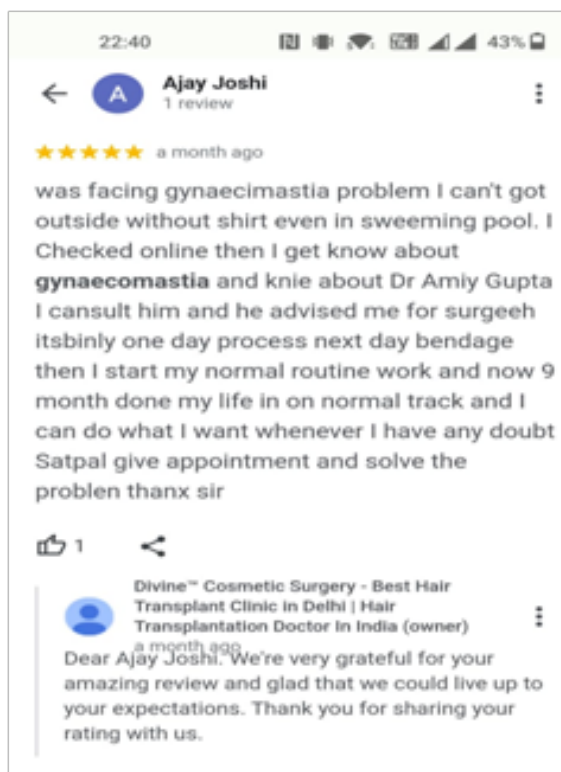 22:40
43%
A
Ajay Joshi
1 review
a month ago
was facing gynaecimastia problem I can't got
outside without shirt even in sweeming pool. I
Checked online then I get know about
gynaecomastia and knie about Dr Amiy Gupta
I cansult him and he advised me for surgeeh
itsbinly one day process next day bendage
then I start my normal routine work and now 9
month done my life in on normal track and I
can do what I want whenever I have any doubt
Satpal give appointment and solve the
problen thanx sir
1
Divine™ Cosmetic Surgery - Best Hair
Transplant Clinic in Delhi | Hair
Transplantation Doctor In India (owner)
a month ago
Dear Ajay Joshi. We're very grateful for your
amazing review and glad that we could live up to
your expectations. Thank you for sharing your
rating with us.